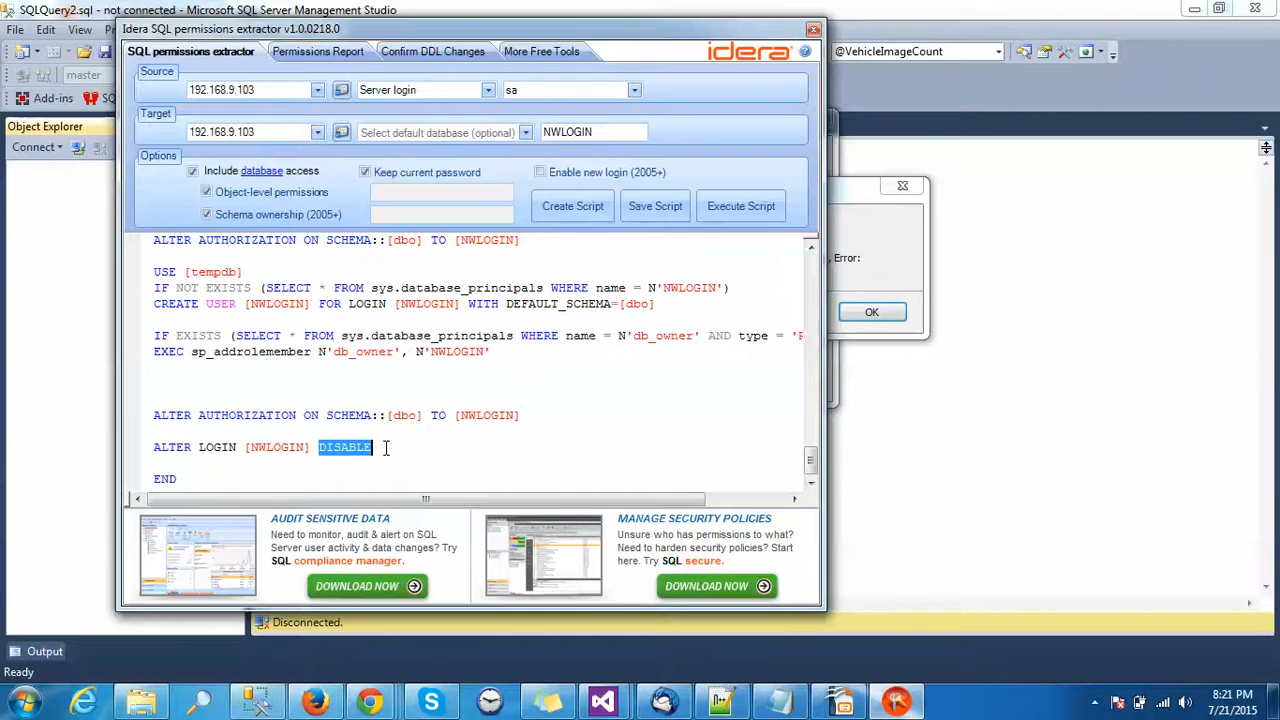 SQLQuery2.sql - not connected - Microsoft SQL Server Management Studio
File Edit View
Idera SQL permissions extractor v1.0.0218.0
SQL permissions extractor Permissions Report Confirm DDL Changes More Free Tools idera
@VehicleImageCount
master
Add-ins SQ
Object Explorer
Connect
Source
192.168.9.103 Server login sa
Target
192.168.9.103 Select default database (optional) NWLOGIN
Options
Include database access Keep current password Enable new login (2005+)
Object-level permissions
Schema ownership (2005+)
Create Script Save Script Execute Script
ALTER AUTHORIZATION ON SCHEMA::[dbo] TO [NWLOGIN]
USE [tempdb]
IF NOT EXISTS (SELECT * FROM sys.database_principals WHERE name = N'NWLOGIN')
CREATE USER [NWLOGIN] FOR LOGIN [NWLOGIN] WITH DEFAULT_SCHEMA=[dbo]
IF EXISTS (SELECT * FROM sys.database_principals WHERE name = N'db_owner' AND type = 'R
EXEC sp_addrolemember N'db_owner', N'NWLOGIN'
ALTER AUTHORIZATION ON SCHEMA::[dbo] TO [NWLOGIN]
ALTER LOGIN [NWLOGIN] DISABLE
END
, Error:
OK
AUDIT SENSITIVE DATA
Need to monitor, audit & alert on SQL
Server user activity & data changes? Try
SQL compliance manager.
DOWNLOAD NOW
MANAGE SECURITY POLICIES
Unsure who has permissions to what?
Need to harden security policies? Start
here. Try SQL secure.
DOWNLOAD NOW
Disconnected.
Output
Ready
8:21 PM
7/21/2015